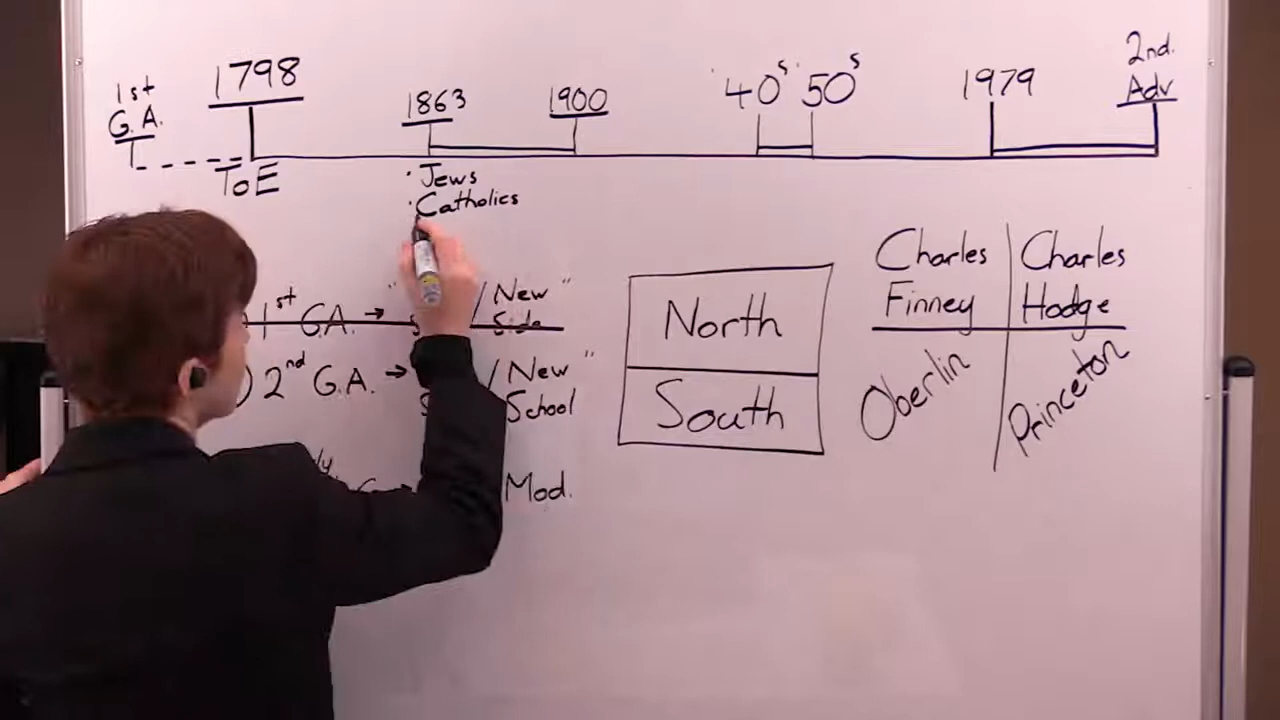 1st
G.A.
1798
1863
1900
'40s '50s
1979
2nd.
Adv
ToE
· Jews
· Catholics
1st G.A. → " / New "
Side
) 2nd G.A. → / New "
School
Mod.
North
South
Charles
Finney
Oberlin
Charles
Hodge
Princeton